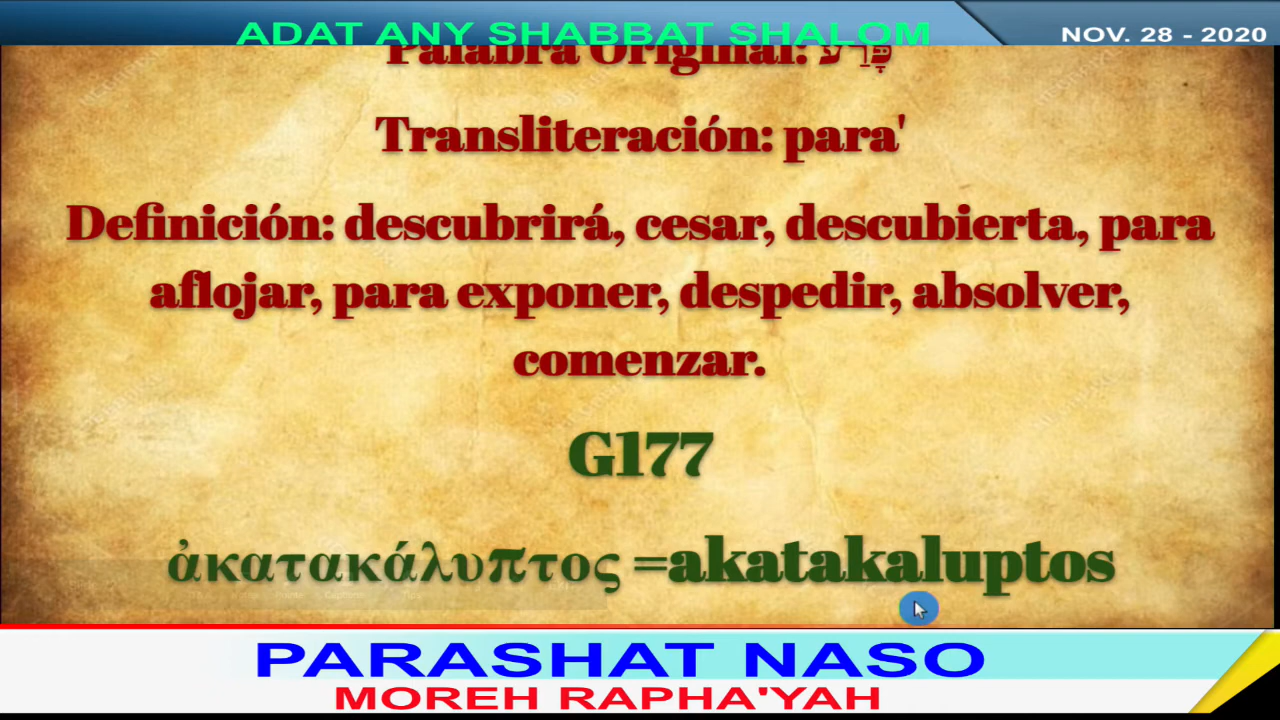 ADAT ANY SHABBAT SHALOM
NOV. 28 - 2020
Palabra Original: פָּרַע
Transliteración: para'
Definición: descubrirá, cesar, descubierta, para
aflojar, para exponer, despedir, absolver,
comenzar.
G177
ἀκατακάλυπτος =akatakaluptos
PARASHAT NASO
MOREH RAPHA'YAH